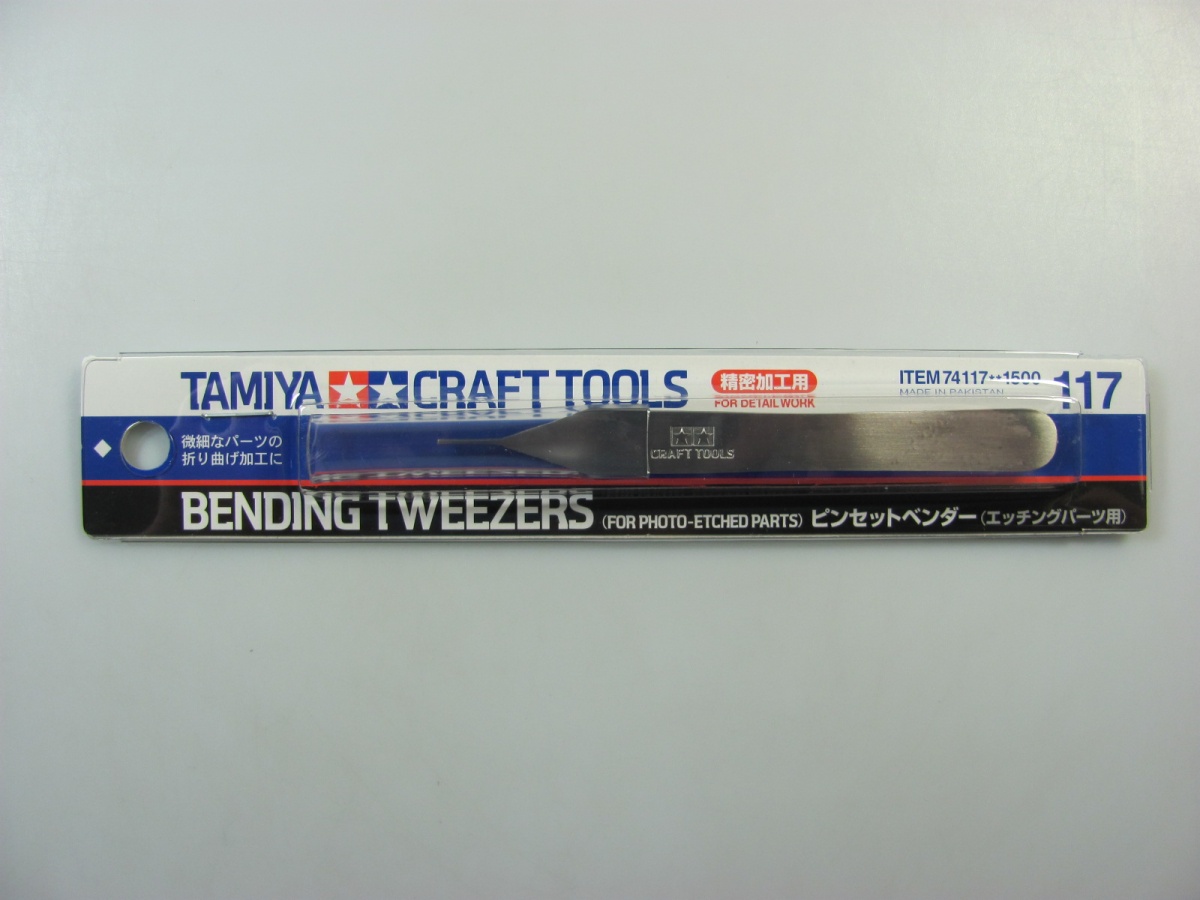 TAMIYA CRAFT TOOLS
精密加工用
FOR DETAIL WORK
ITEM 74117**1500
MADE IN PAKISTAN
117
微細なパーツの
折り曲げ加工に
CRAFT TOOLS
BENDING TWEEZERS (FOR PHOTO-ETCHED PARTS) ピンセットベンダー (エッチングパーツ用)